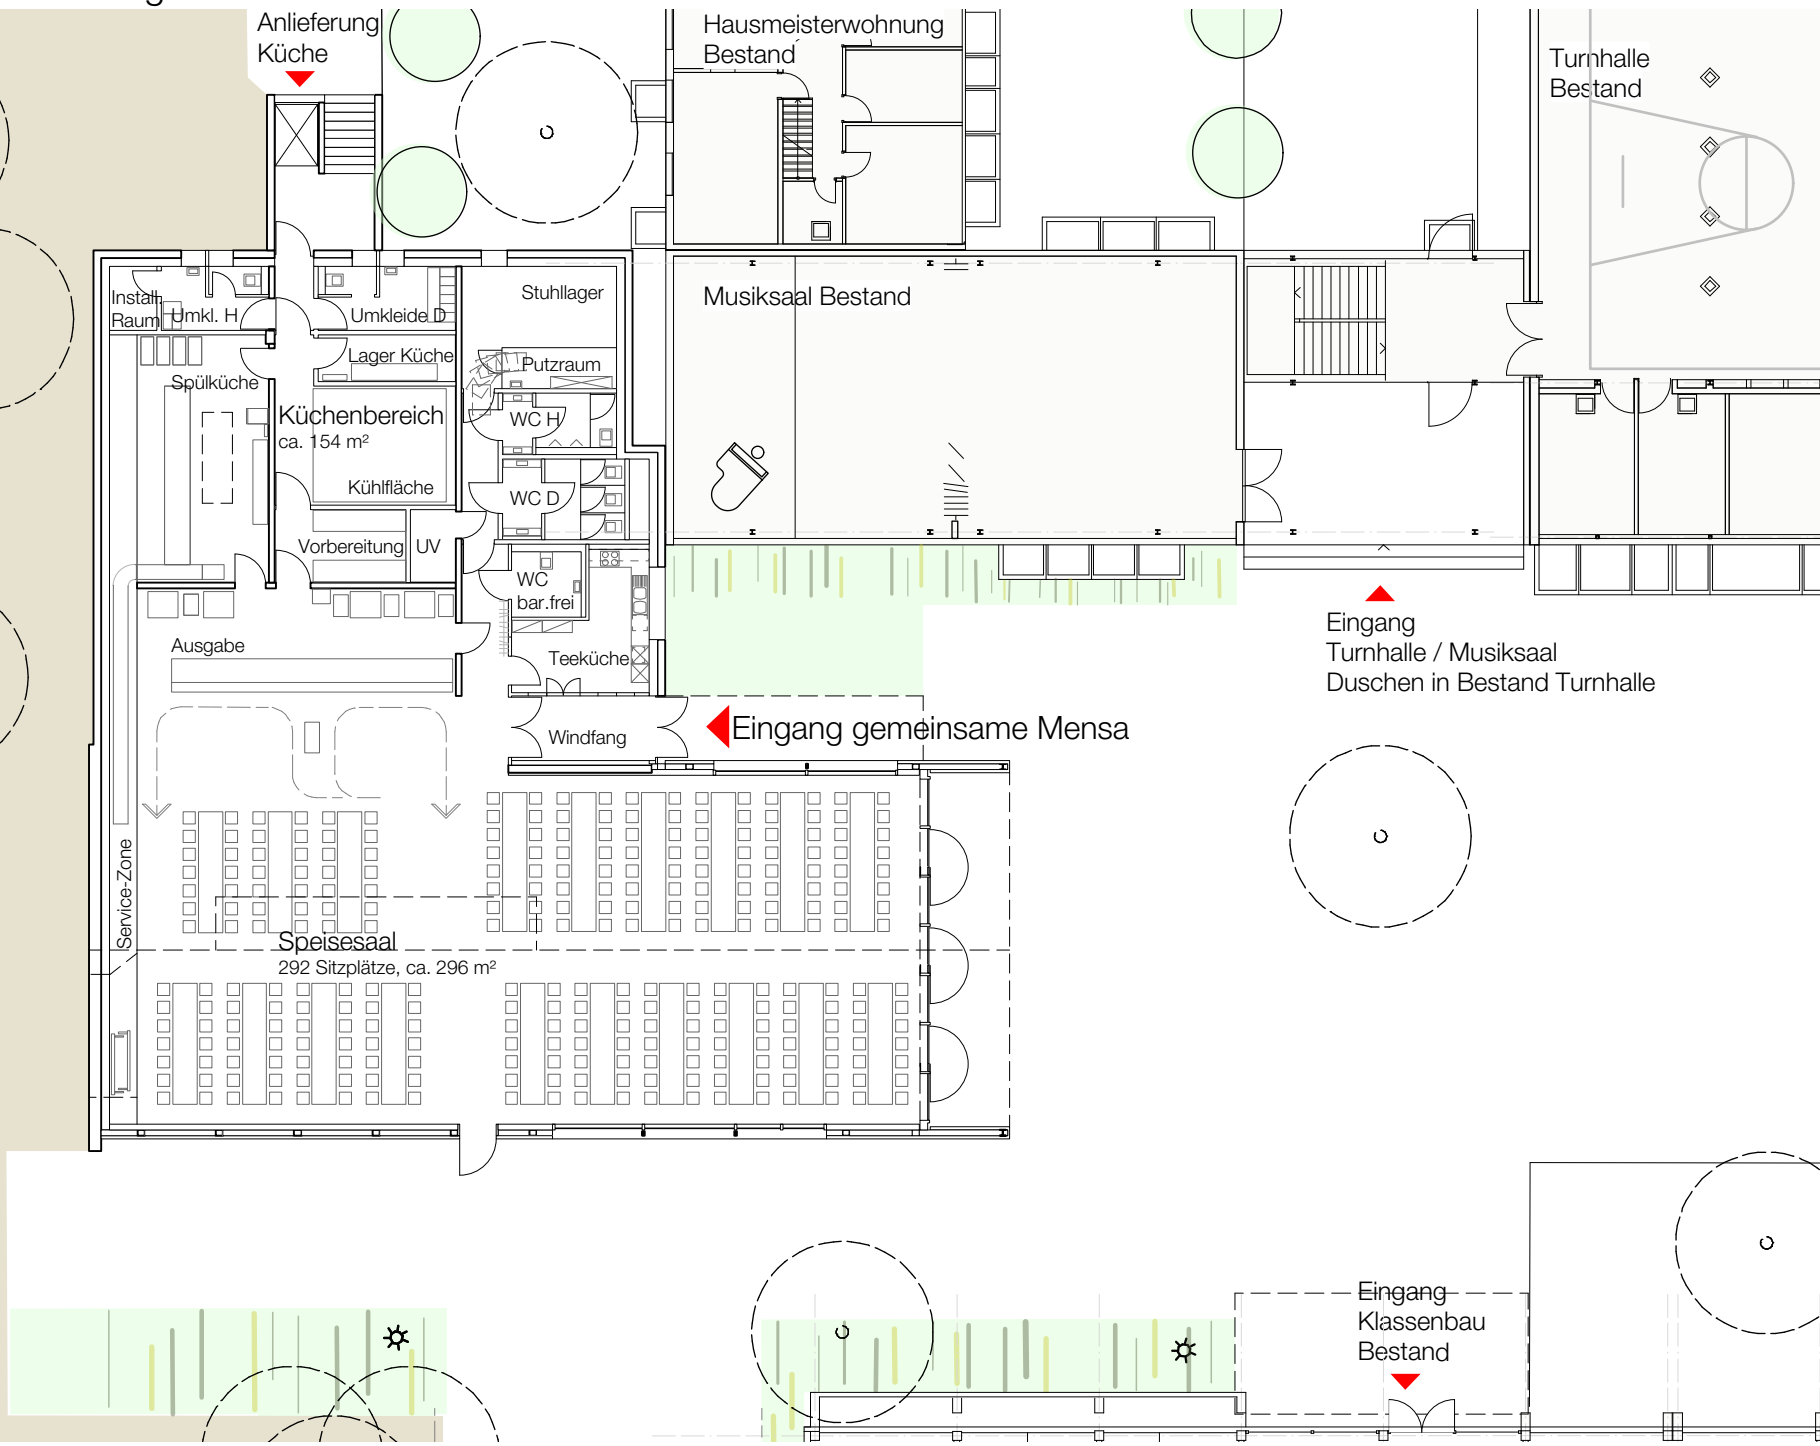 Anlieferung
Küche
Hausmeisterwohnung
Bestand
Turnhalle
Bestand
Install.
Raum
Umkl. H
Umkleide D
Stuhllager
Musiksaal Bestand
Lager Küche
Putzraum
Spülküche
Küchenbereich
ca. 154 m²
WC H
Kühlfläche
WC D
Vorbereitung
UV
WC
bar.frei
Ausgabe
Teeküche
Eingang
Turnhalle / Musiksaal
Duschen in Bestand Turnhalle
Windfang
Eingang gemeinsame Mensa
Service-Zone
Speisesaal
292 Sitzplätze, ca. 296 m²
Eingang
Klassenbau
Bestand